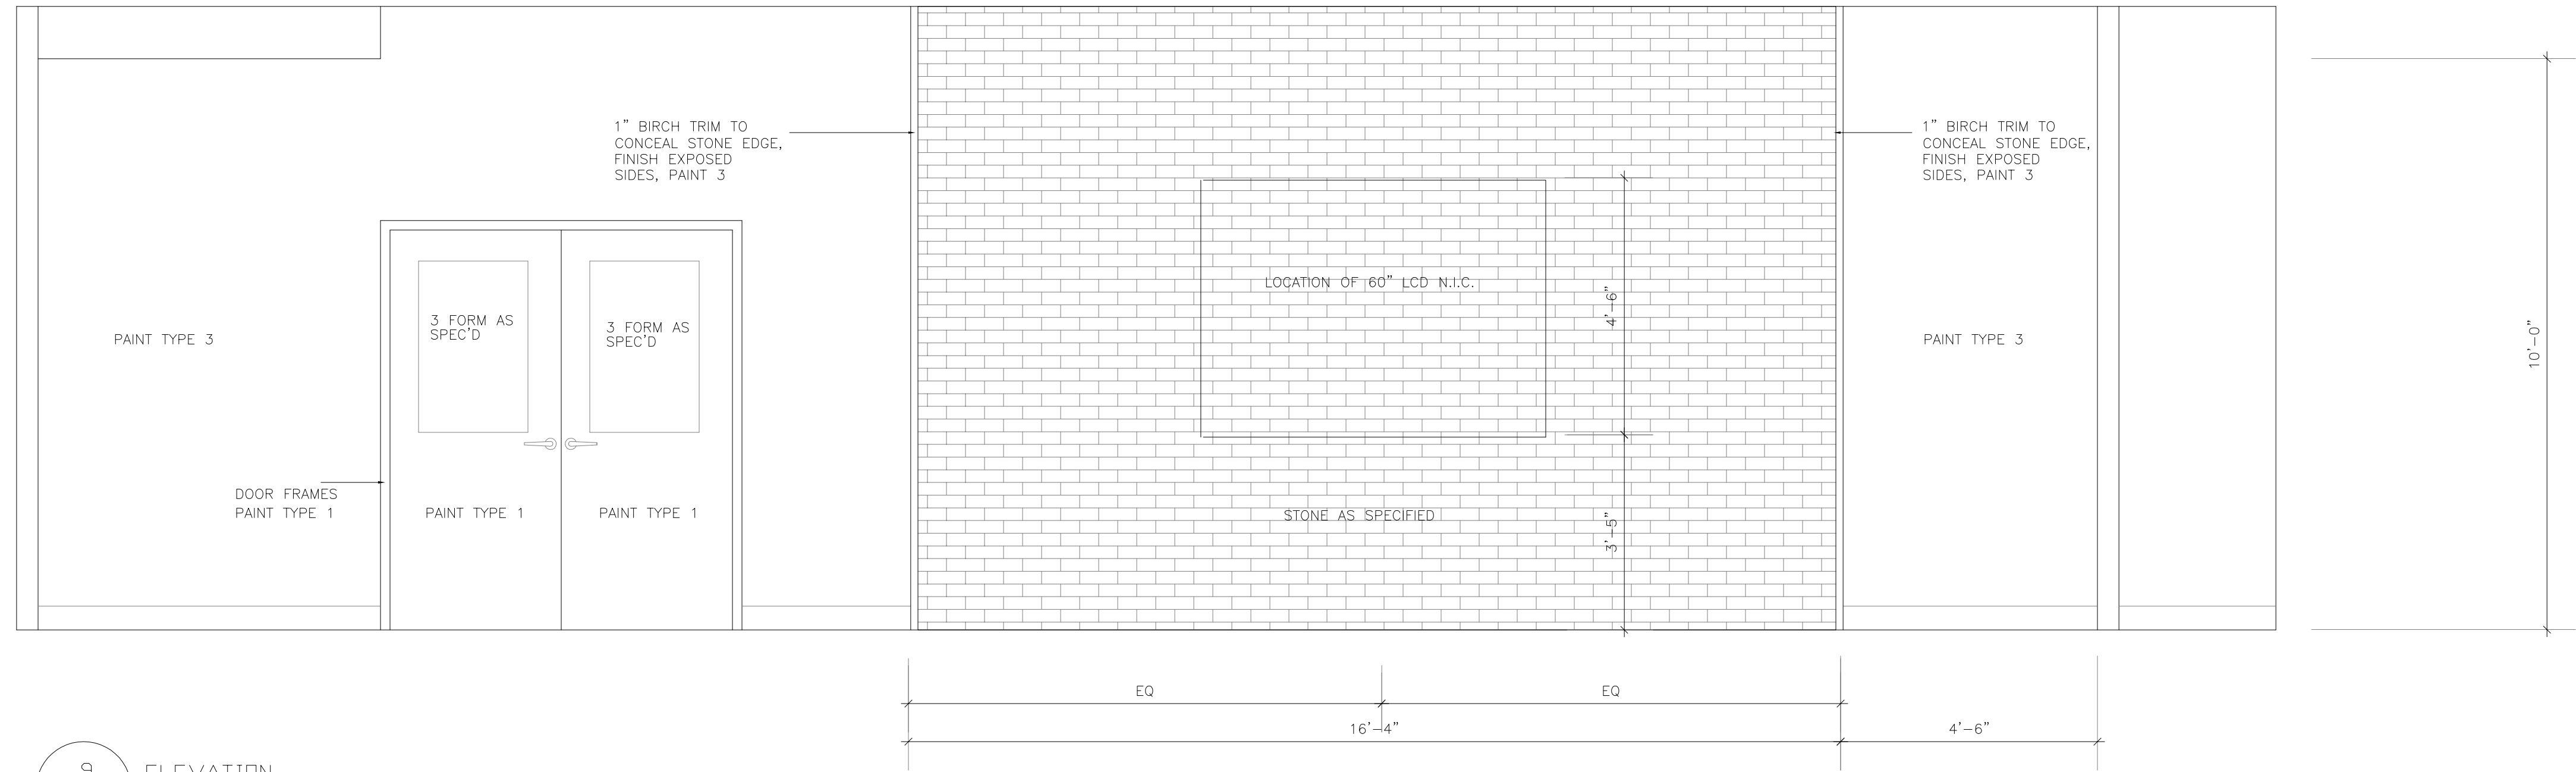 1” BIRCH TRIM TO
CONCEAL STONE EDGE,
FINISH EXPOSED
SIDES, PAINT 3
1” BIRCH TRIM TO
CONCEAL STONE EDGE,
FINISH EXPOSED
SIDES, PAINT 3
LOCATION OF 60” LCD N.I.C.
4'-6”
3 FORM AS
SPEC'D
3 FORM AS
SPEC'D
PAINT TYPE 3
PAINT TYPE 3
10'-0”
DOOR FRAMES
PAINT TYPE 1
PAINT TYPE 1
PAINT TYPE 1
STONE AS SPECIFIED
3'-5”
EQ
EQ
16'-4”
4'-6”
ELEVATION